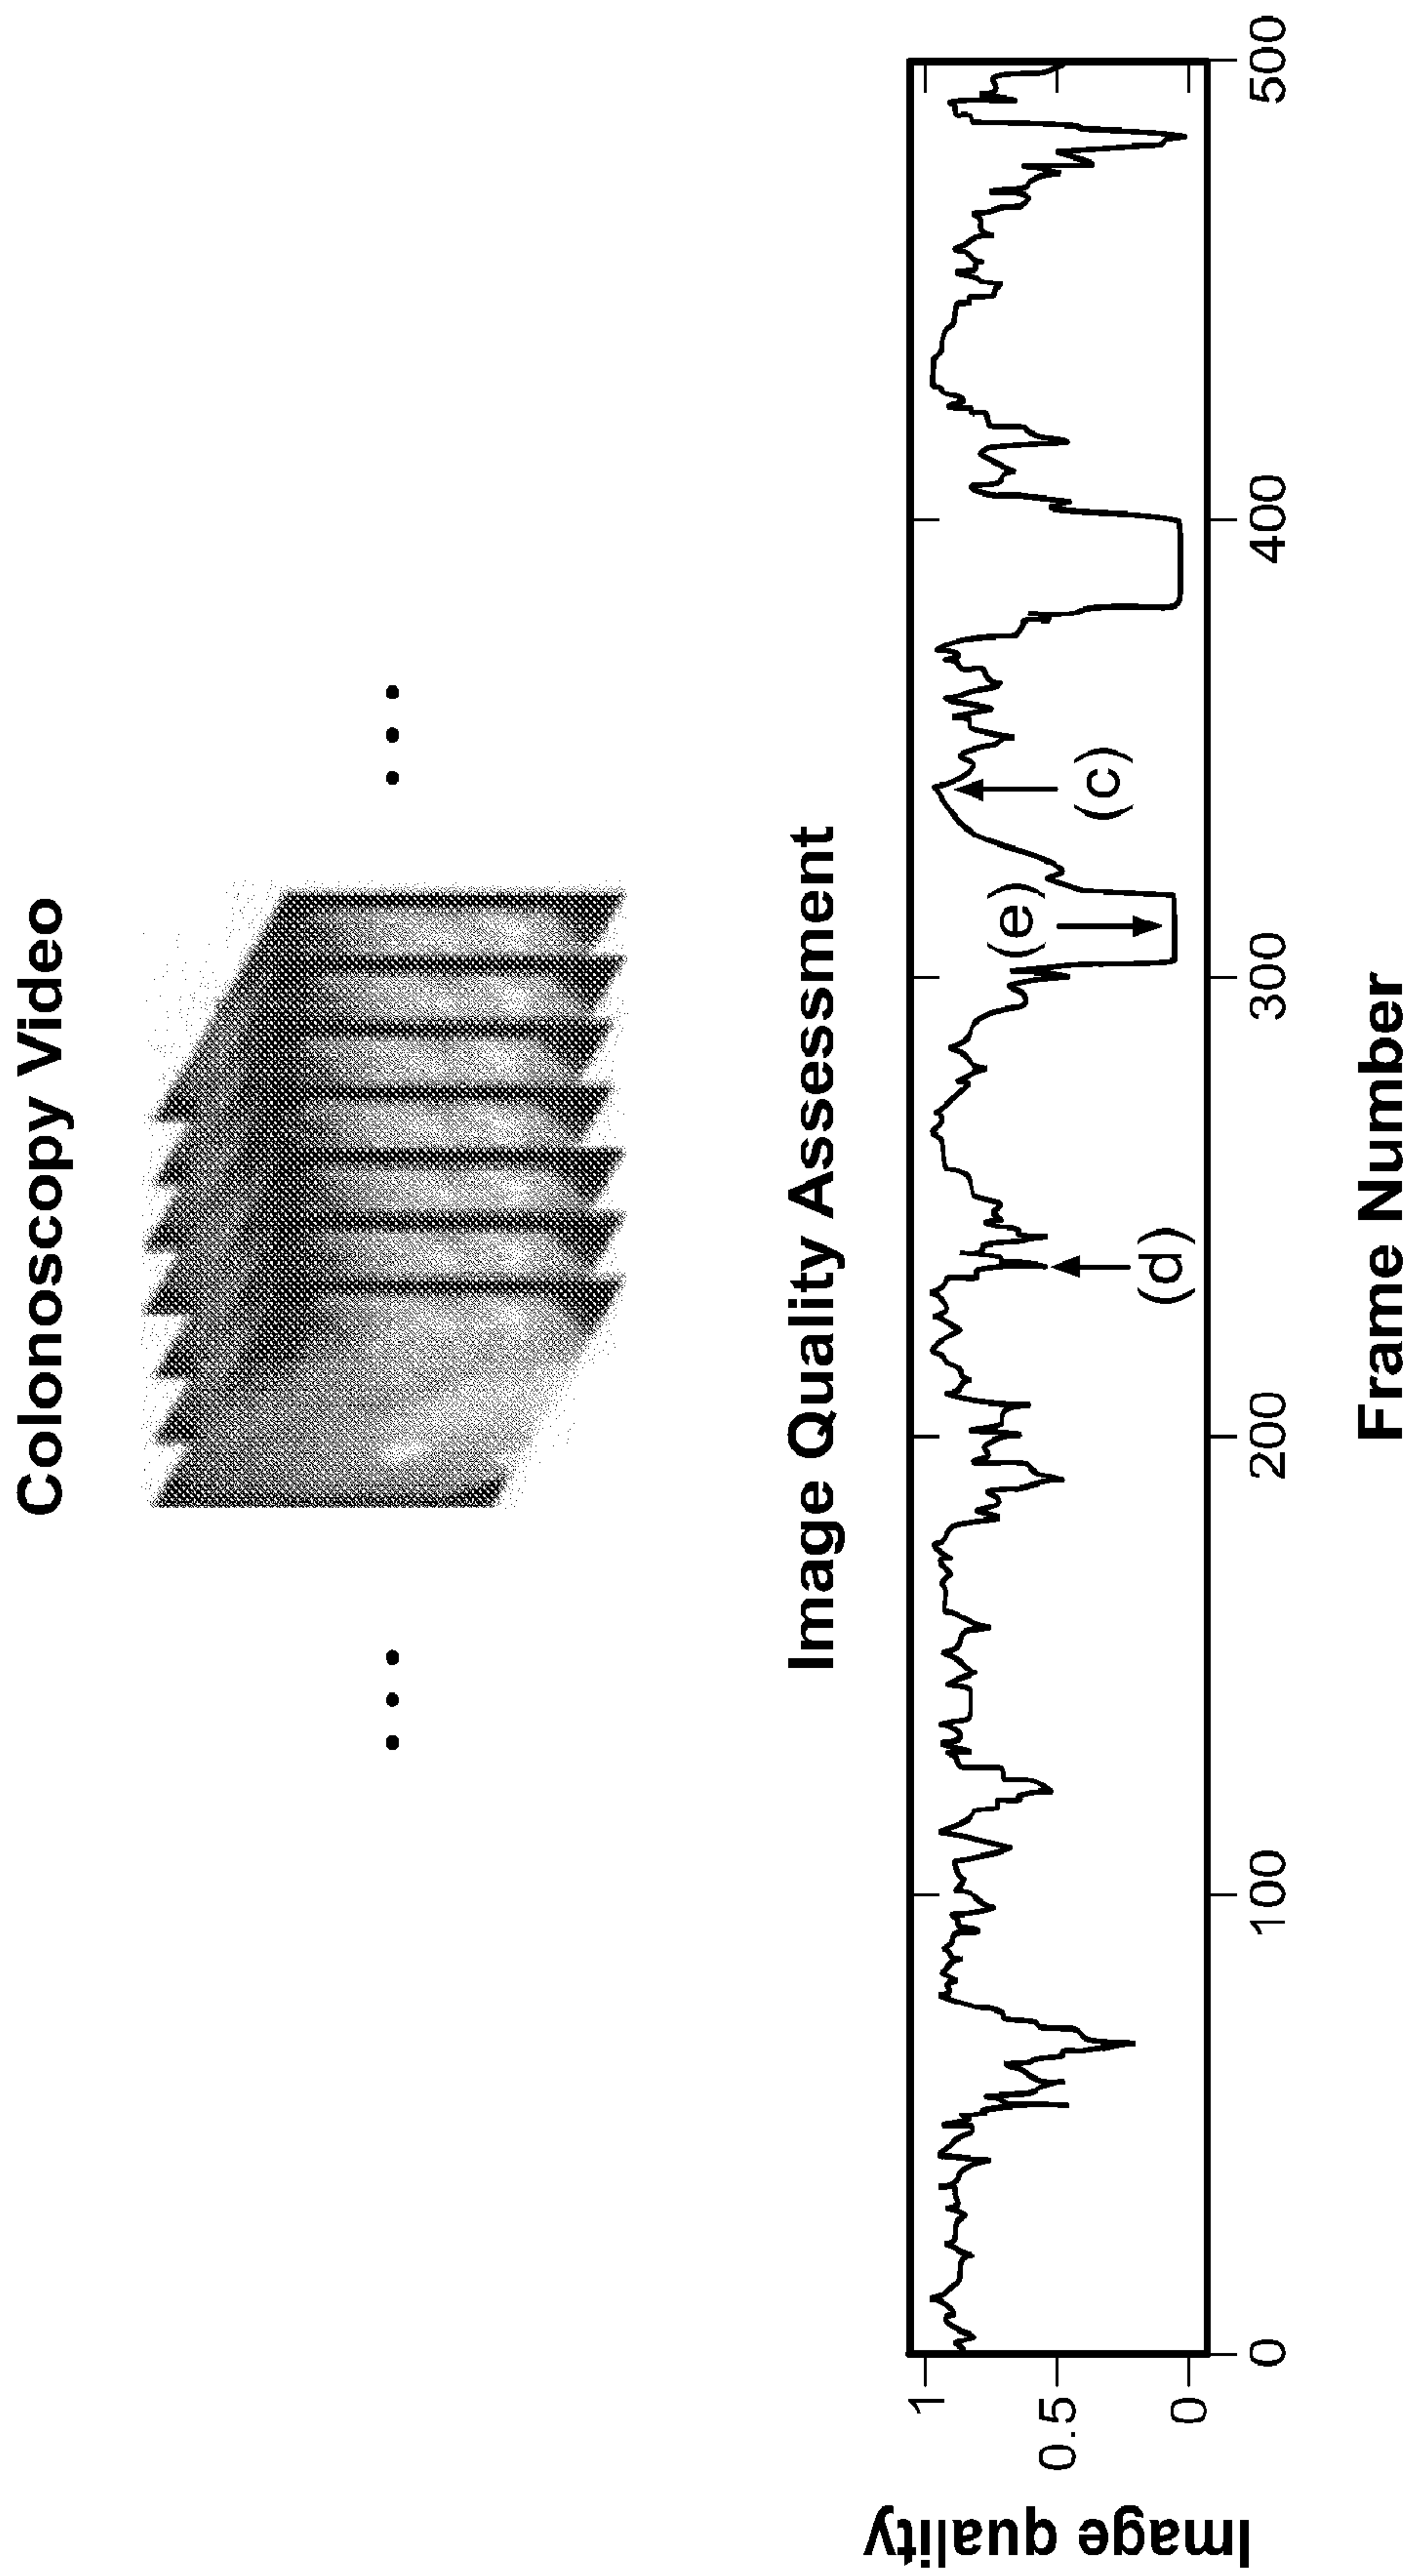 Colonoscopy Video
... ...
Image Quality Assessment
Image quality
1
0.5
0
(e)
(c)
(d)
0 100 200 300 400 500
Frame Number